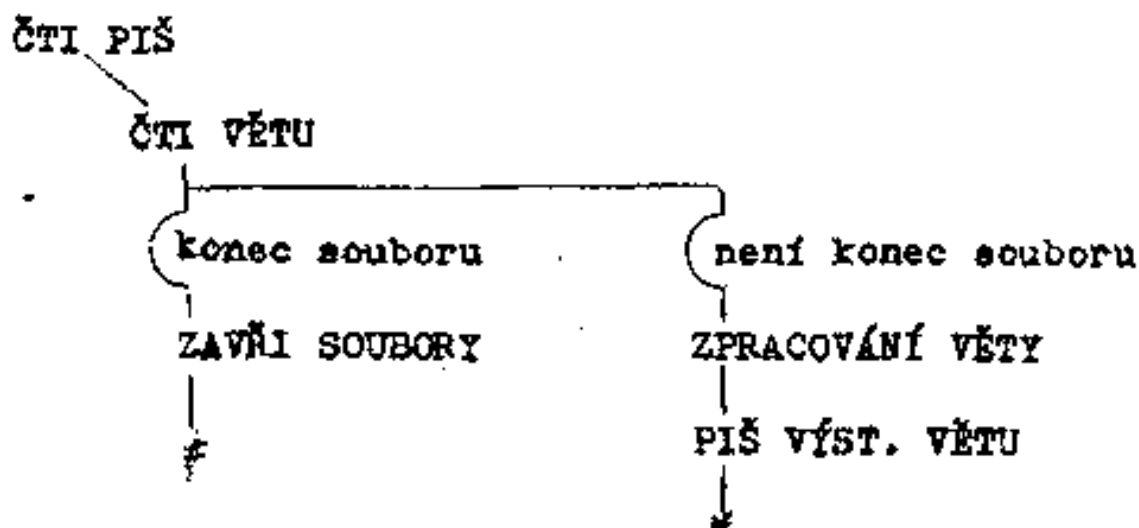 ČTI PIŠ
ČTI VĚTU
konec souboru
není konec souboru
ZAVŘI SOUBORY
ZPRACOVÁNÍ VĚTY
#
PIŠ VÝST. VĚTU
*